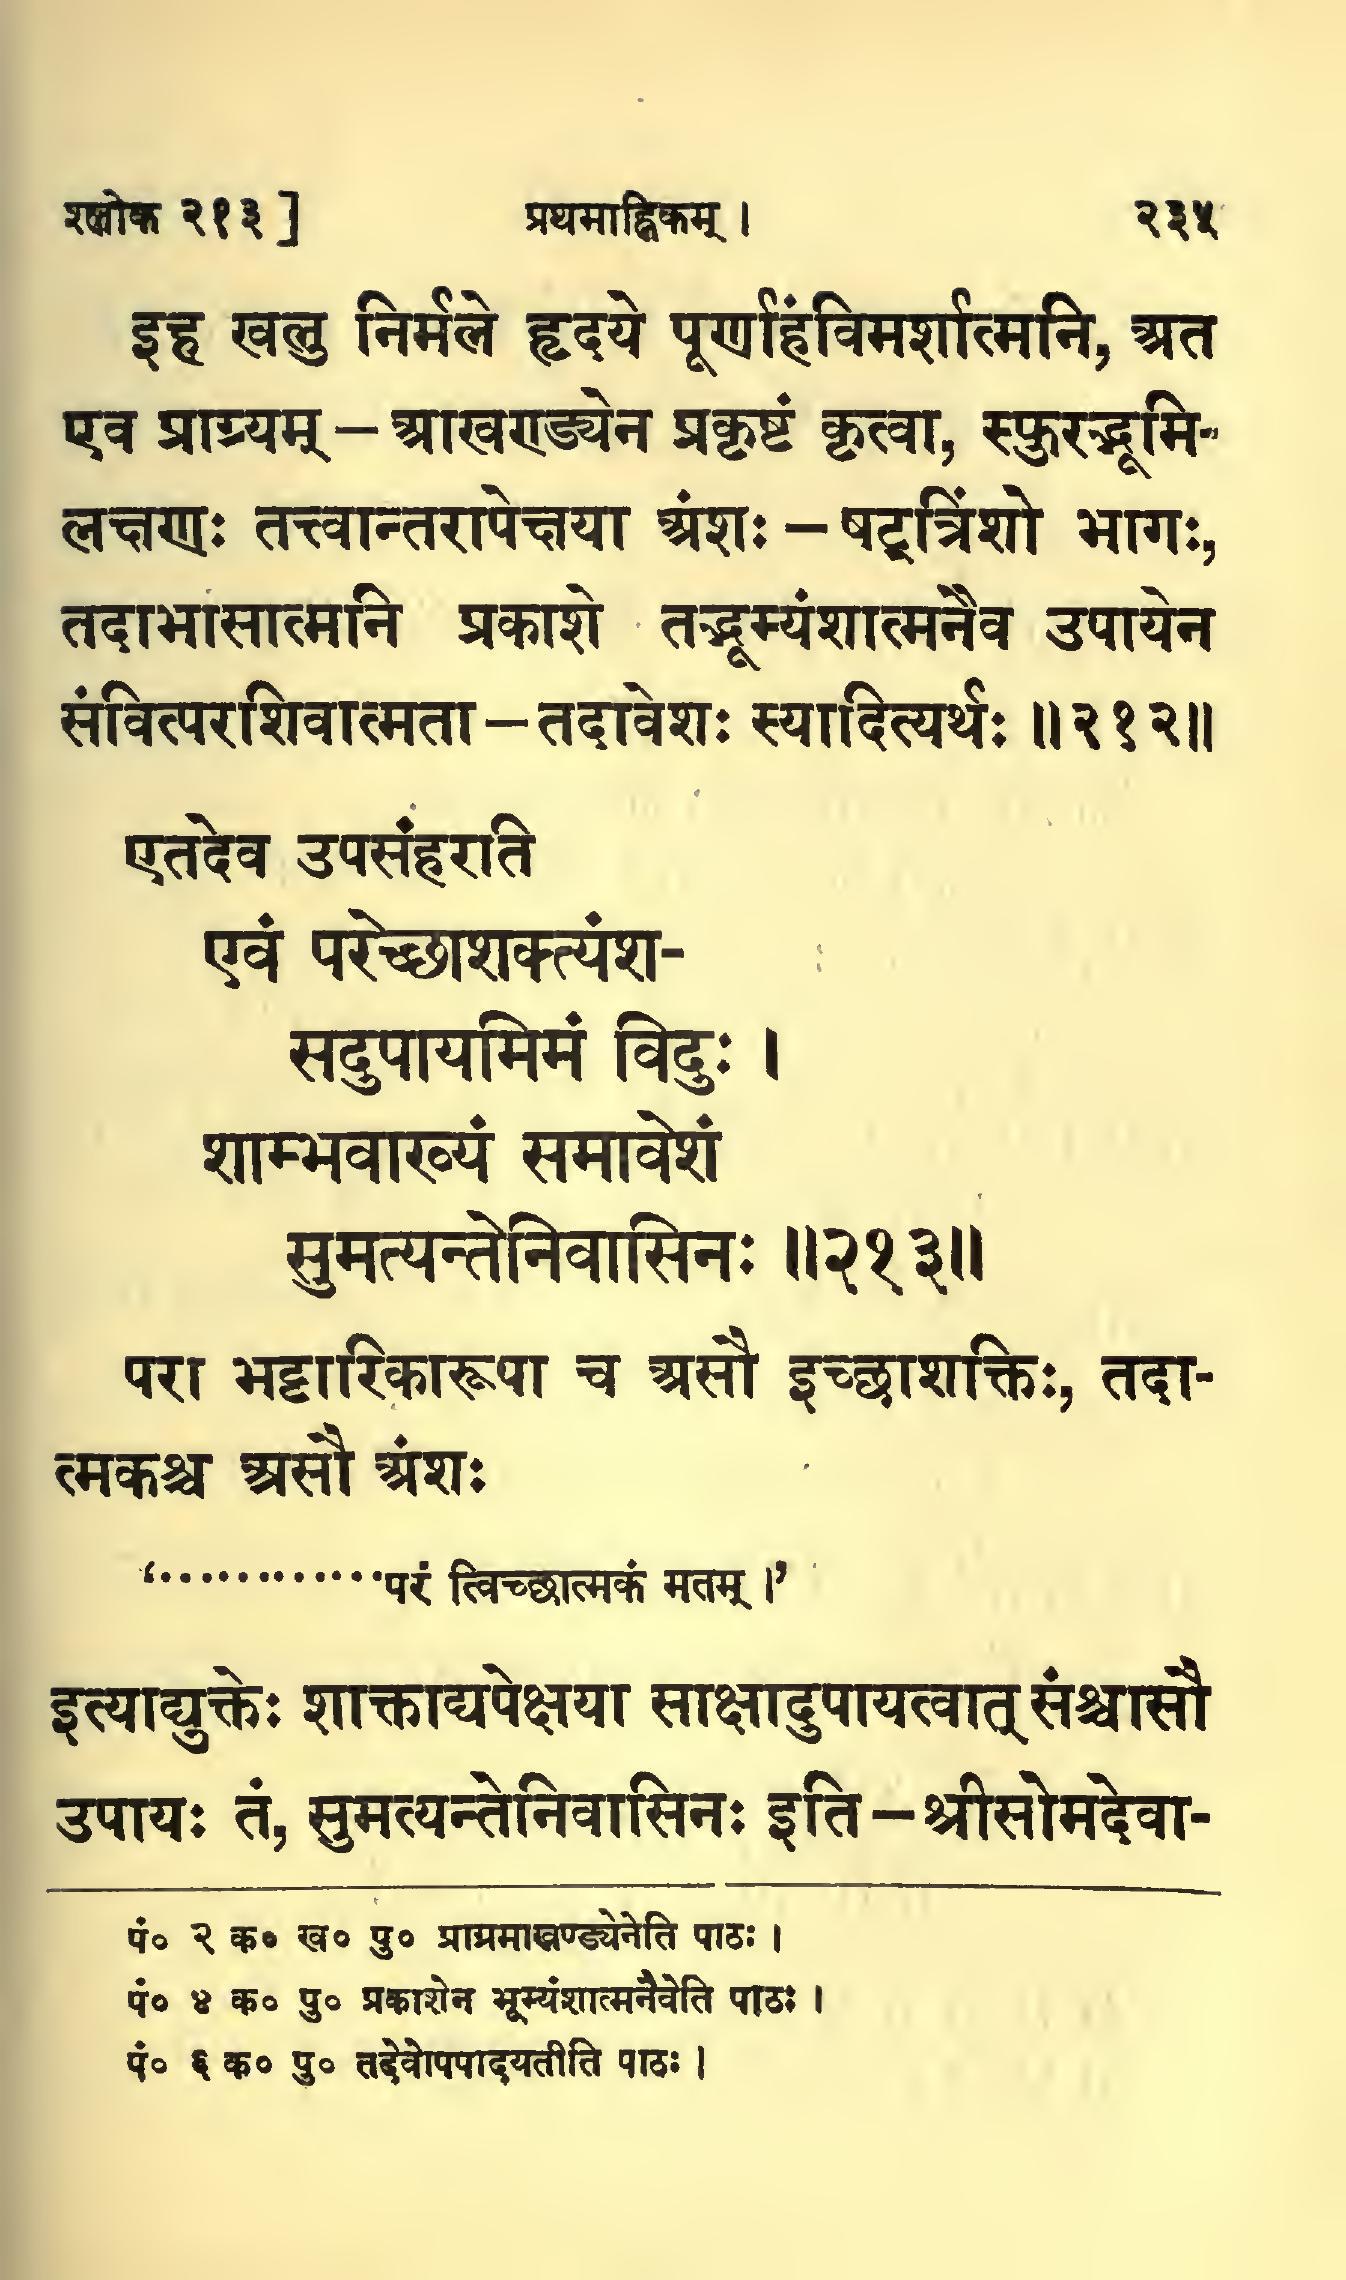 श्लोक २१३]	प्रथमाह्निकम् ।	२३५
इह खलु निर्मले हृदये पूर्णाहंविमर्शात्मनि, अत
एव प्राग्र्यम् – आखण्ड्येन प्रकृष्टं कृत्वा, स्फुरद्भूमि-
लक्षणः तत्त्वान्तरापेक्षया अंशः – षट्त्रिंशो भागः,
तदाभासात्मनि प्रकाशे तद्भूम्यंशात्मनैव उपायेन
संवित्परशिवात्मता – तदावेशः स्यादित्यर्थः ॥२१२॥
एतदेव उपसंहराति
एवं परेच्छाशक्त्यंश-
सदुपायमिमं विदुः ।
शाम्भवाख्यं समावेशं
सुमत्यन्तेनिवासिनः ॥२१३॥
परा भट्टारिकारूपा च असौ इच्छाशक्तिः, तदा-
त्मकश्च असौ अंशः
‘••••••••••••परं त्विच्छात्मकं मतम् ।’
इत्याद्युक्तेः शाक्ताद्यपेक्षया साक्षादुपायत्वात् संश्चासौ
उपायः तं, सुमत्यन्तेनिवासिनः इति – श्रीसोमदेवा-
पं० २ क० ख० पु० प्राग्रमाखण्ड्येनेति पाठः ।
पं० ४ क० पु० प्रकाशेन भूम्यंशात्मनैवेति पाठः ।
पं० ६ क० पु० तदेवोपपादयतीति पाठः ।